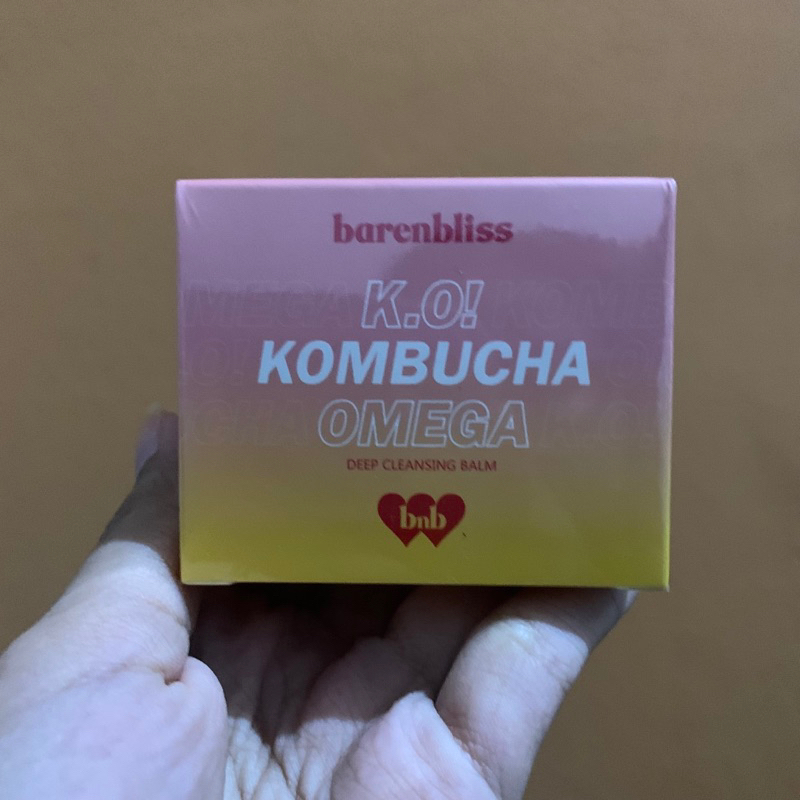 barenbliss
K.O!
KOMBUCHA
OMEGA
DEEP CLEANSING BALM
bnb